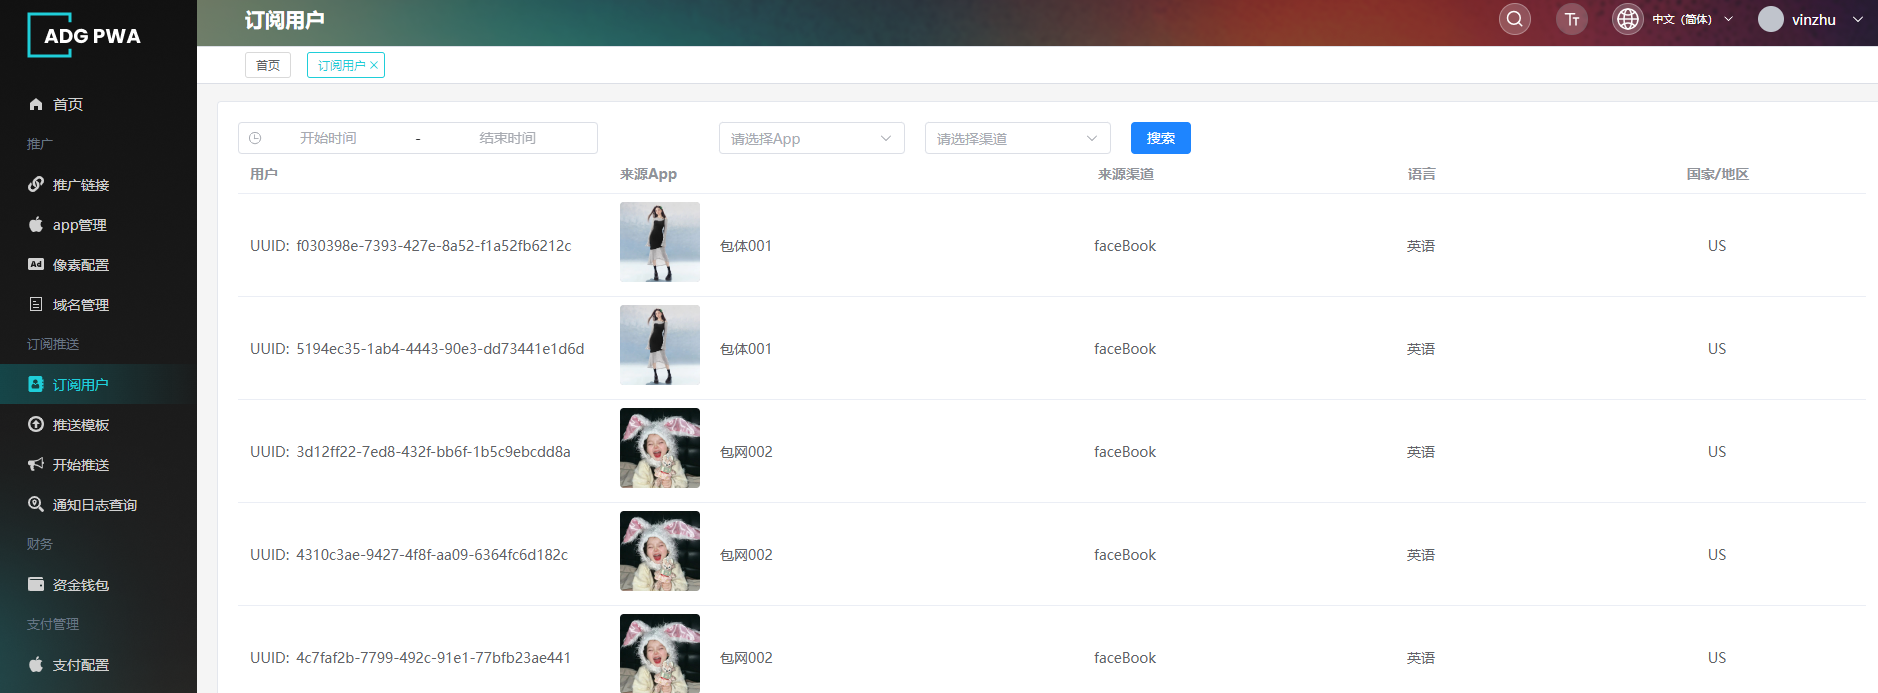 ADG PWA
订阅用户
Tт
中文（简体）
vinzhu
首页
订阅用户
首页
推广
推广链接
app管理
Ad 像素配置
域名管理
订阅推送
订阅用户
推送模板
开始推送
通知日志查询
财务
资金钱包
支付管理
支付配置
开始时间 - 结束时间 请选择App 请选择渠道 搜索
用户 来源App 来源渠道 语言 国家/地区
UUID: f030398e-7393-427e-8a52-f1a52fb6212c 包体001 faceBook 英语 US
UUID: 5194ec35-1ab4-4443-90e3-dd73441e1d6d 包体001 faceBook 英语 US
UUID: 3d12ff22-7ed8-432f-bb6f-1b5c9ebcdd8a 包网002 faceBook 英语 US
UUID: 4310c3ae-9427-4f8f-aa09-6364fc6d182c 包网002 faceBook 英语 US
UUID: 4c7faf2b-7799-492c-91e1-77bfb23ae441 包网002 faceBook 英语 US